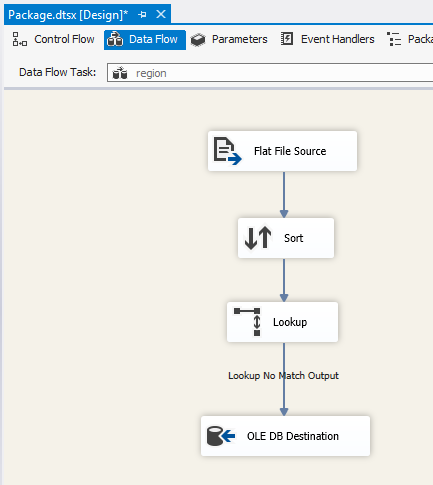 Package.dtsx [Design]*
Control Flow Data Flow Parameters Event Handlers Packa
Data Flow Task: region
Flat File Source
Sort
Lookup
Lookup No Match Output
OLE DB Destination